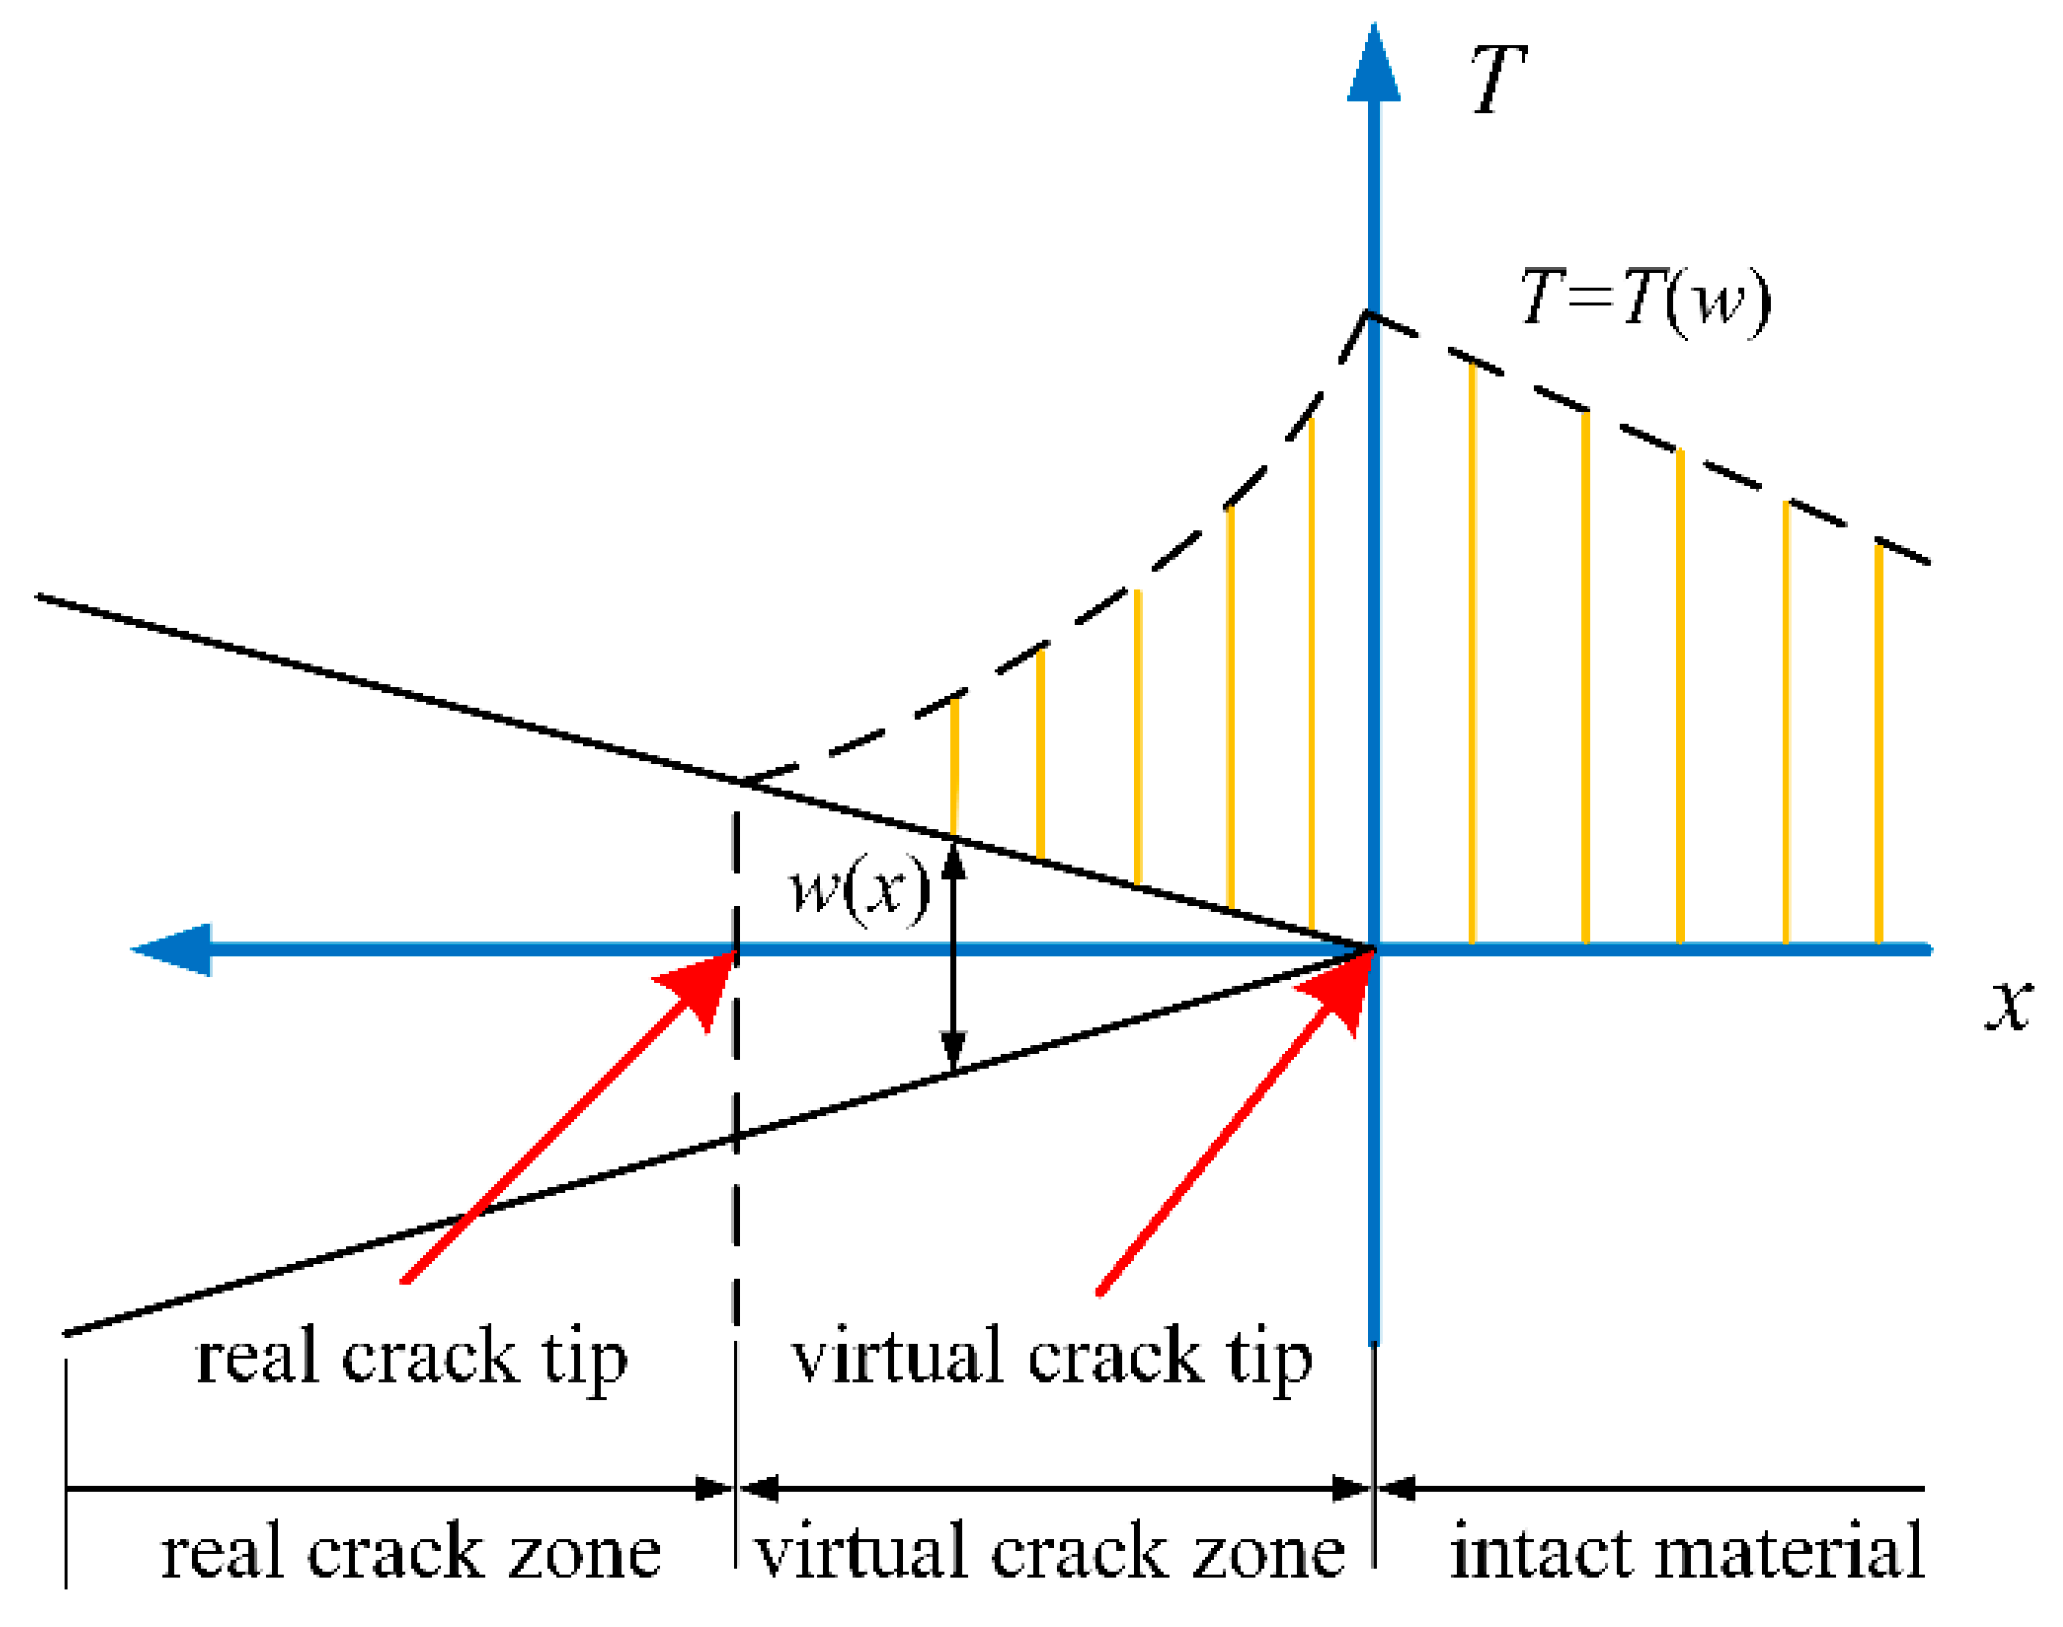 T
T=T(w)
w(x)
x
real crack tip
virtual crack tip
real crack zone
virtual crack zone
intact material